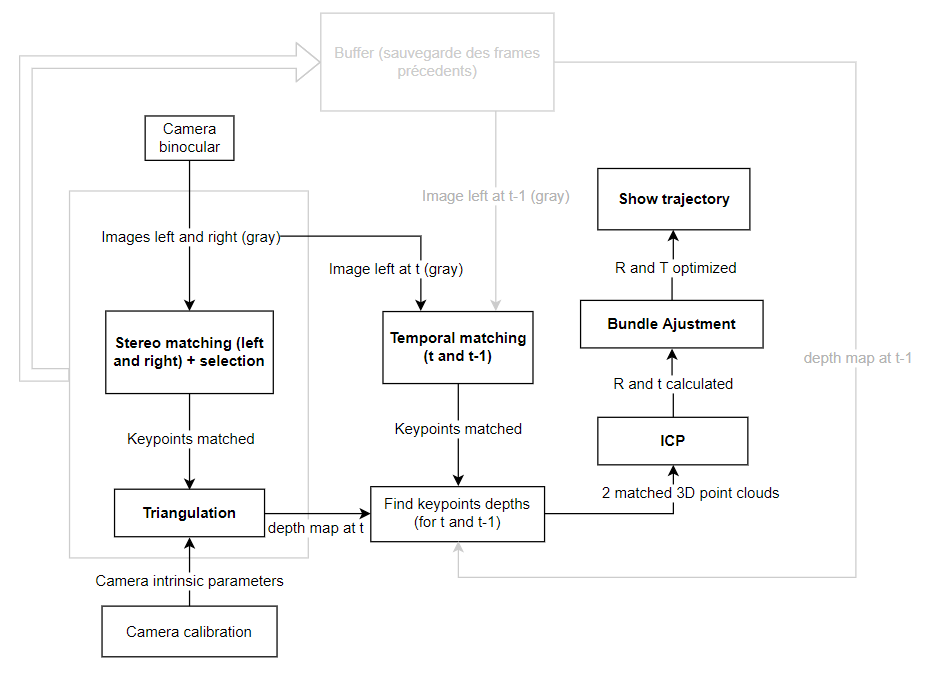 Buffer (sauvegarde des frames
précedents)
Camera
binocular
Image left at t-1 (gray)
Show trajectory
Images left and right (gray)
Image left at t (gray)
R and T optimized
Stereo matching (left
and right) + selection
Temporal matching
(t and t-1)
Bundle Ajustment
depth map at t-1
R and t calculated
Keypoints matched
Keypoints matched
ICP
2 matched 3D point clouds
Triangulation
Find keypoints depths
(for t and t-1)
depth map at t
Camera intrinsic parameters
Camera calibration